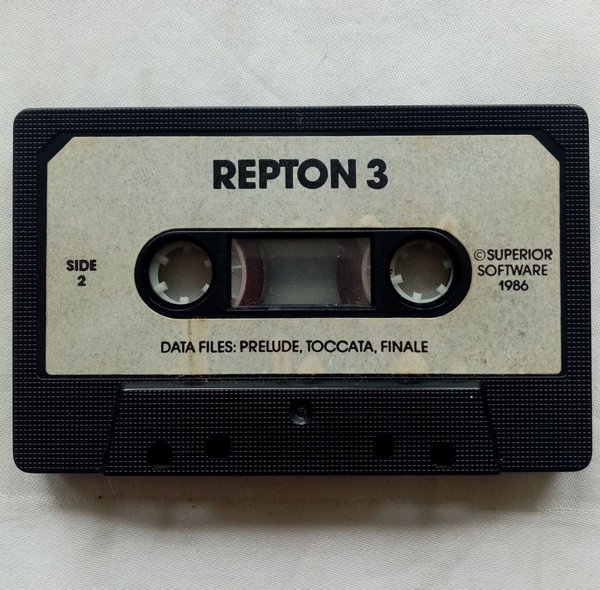 REPTON 3
SIDE
2
©SUPERIOR
SOFTWARE
1986
DATA FILES: PRELUDE, TOCCATA, FINALE